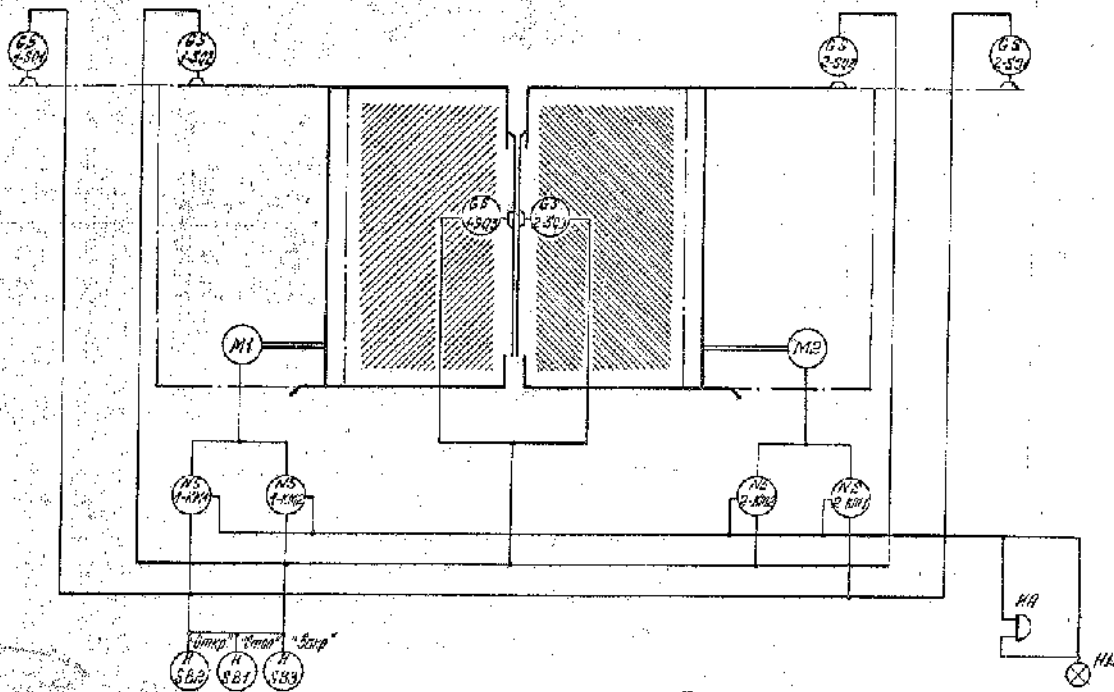 GS
1-SQ1
GS
1-SQ2
GS
2-SQ2
GS
2-SQ1
GS
1-SQ3
GS
2-SQ3
M1
M2
NS
1-KM1
NS
1-KM2
NS
2-KM2
NS
2-KM1
"Откр" "Стоп" "Закр"
H
SB2
H
SB1
H
SB3
HA